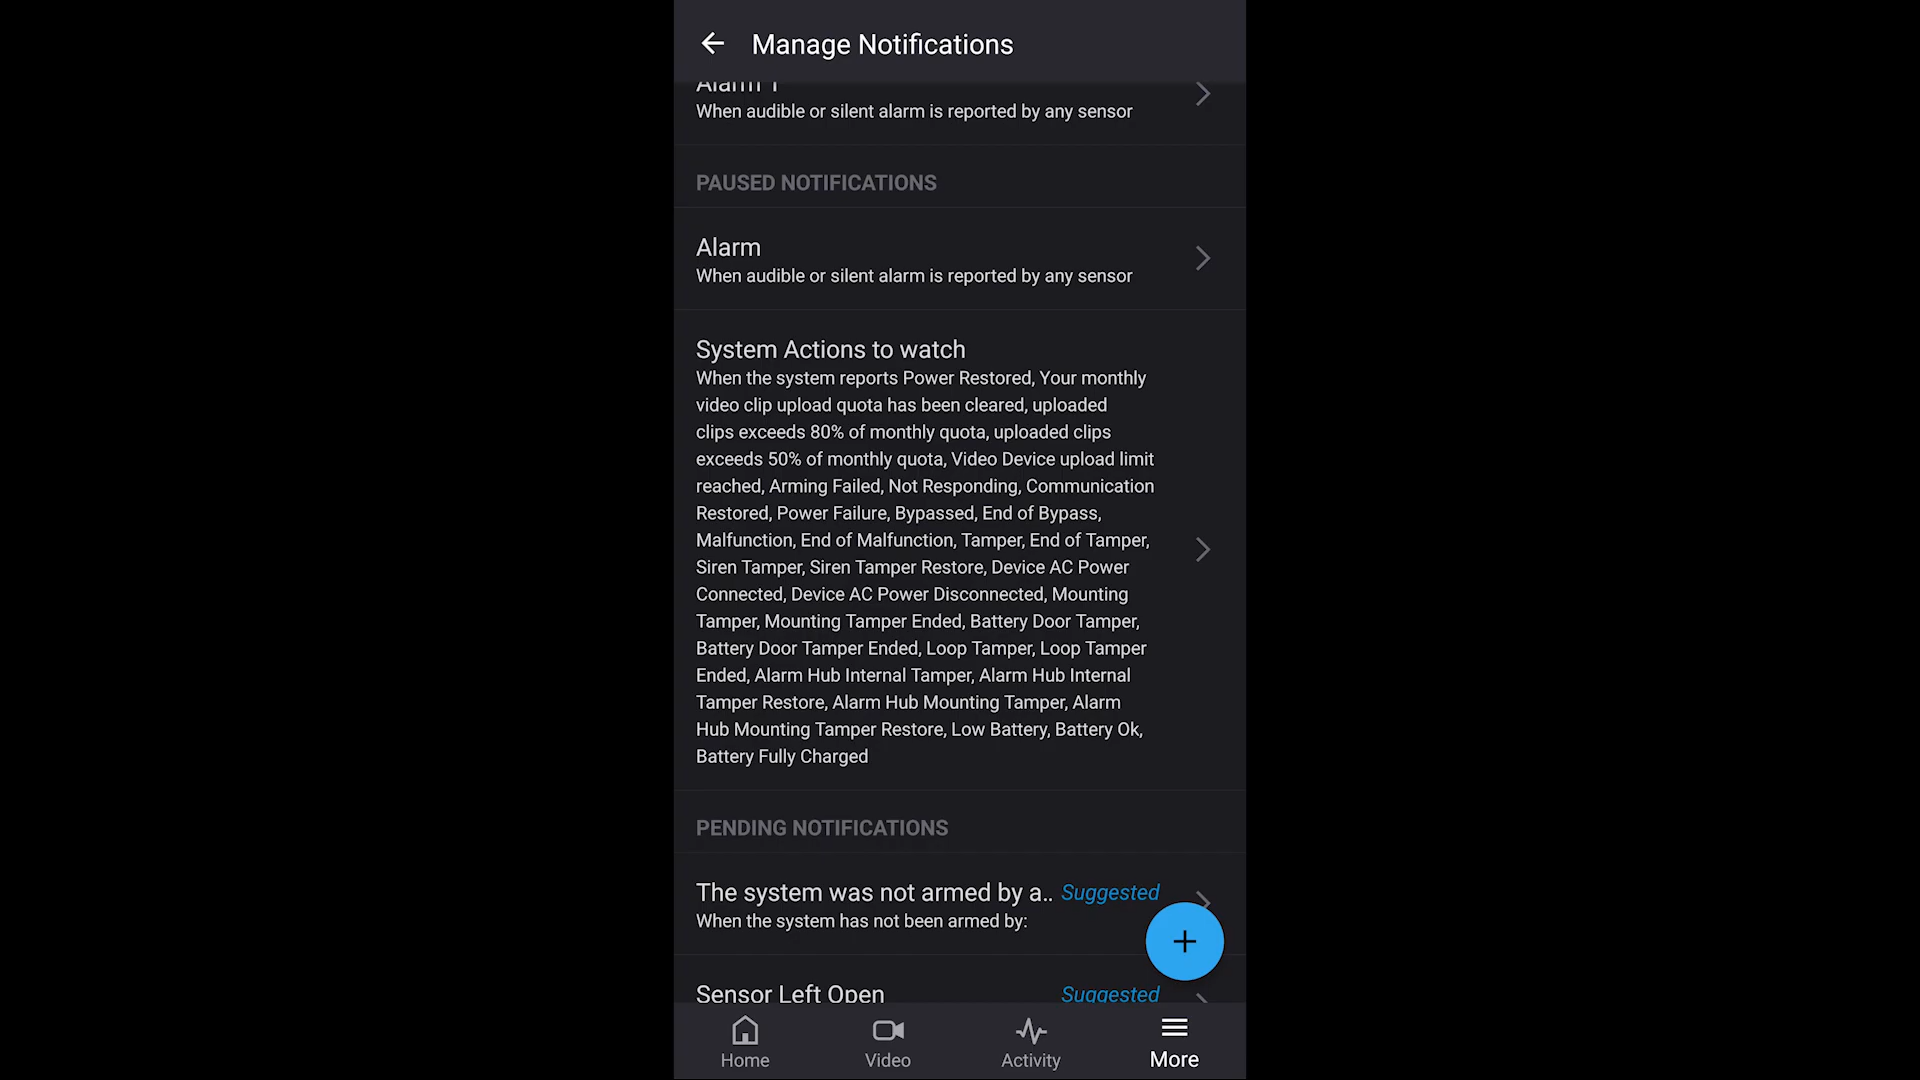 Manage Notifications
Alarm 1
When audible or silent alarm is reported by any sensor
PAUSED NOTIFICATIONS
Alarm
When audible or silent alarm is reported by any sensor
System Actions to watch
When the system reports Power Restored, Your monthly
video clip upload quota has been cleared, uploaded
clips exceeds 80% of monthly quota, uploaded clips
exceeds 50% of monthly quota, Video Device upload limit
reached, Arming Failed, Not Responding, Communication
Restored, Power Failure, Bypassed, End of Bypass,
Malfunction, End of Malfunction, Tamper, End of Tamper,
Siren Tamper, Siren Tamper Restore, Device AC Power
Connected, Device AC Power Disconnected, Mounting
Tamper, Mounting Tamper Ended, Battery Door Tamper,
Battery Door Tamper Ended, Loop Tamper, Loop Tamper
Ended, Alarm Hub Internal Tamper, Alarm Hub Internal
Tamper Restore, Alarm Hub Mounting Tamper, Alarm
Hub Mounting Tamper Restore, Low Battery, Battery Ok,
Battery Fully Charged
PENDING NOTIFICATIONS
The system was not armed by a.. Suggested
When the system has not been armed by:
Sensor Left Open Suggested
Home Video Activity More